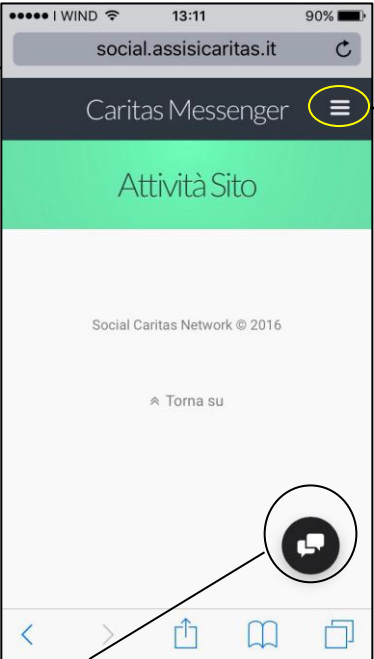 I WIND 13:11 90%
social.assisicaritas.it
Caritas Messenger
Attività Sito
Social Caritas Network © 2016
Torna su